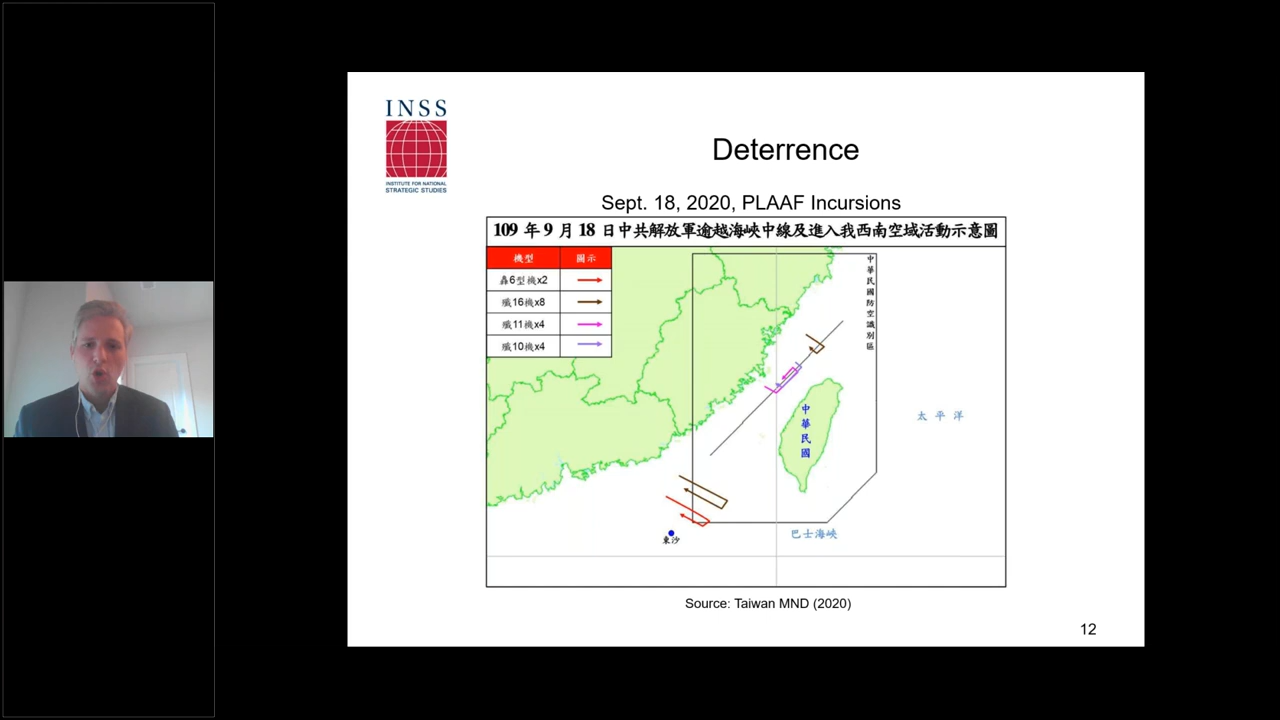 INSS
INSTITUTE FOR NATIONAL
STRATEGIC STUDIES
Deterrence
Sept. 18, 2020, PLAAF Incursions
109 年 9 月 18 日中共解放軍逾越海峽中線及進入我西南空域活動示意圖
機型 圖示
轟6型機x2
殲16機x8
殲11機x4
殲10機x4
中華民國防空識別區
中華民國
太平洋
巴士海峽
東沙
Source: Taiwan MND (2020)
12